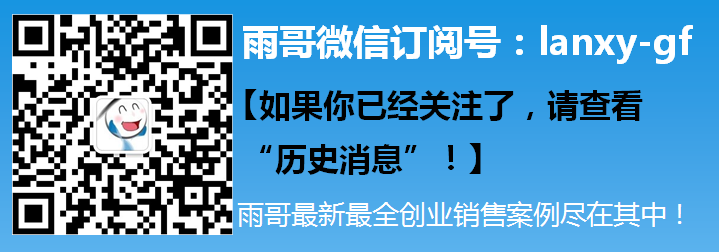 雨哥微信订阅号：lanxy-gf
【如果你已经关注了，请查看
“历史消息”！】
雨哥最新最全创业销售案例尽在其中！